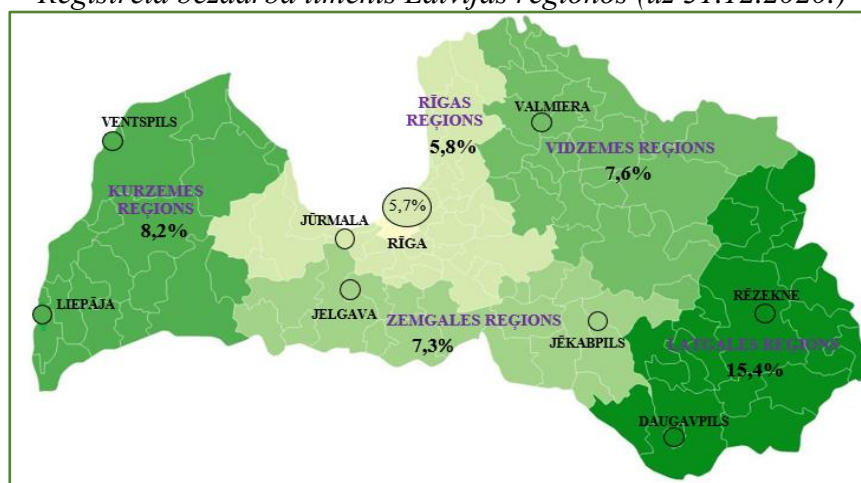 Reģistrētā bezdarba līmenis Latvijas reģionos (uz 31.12.2020.)
VENTSPILS
RĪGAS
REĢIONS
5,8%
VALMIERA
VIDZEMES REĢIONS
7,6%
KURZEMES
REĢIONS
8,2%
5,7%
JŪRMALA
RĪGA
LIEPĀJA
JELGAVA
ZEMGALES REĢIONS
7,3%
JĒKABPILS
RĒZEKNE
LATGALES REĢIONS
15,4%
DAUGAVPILS